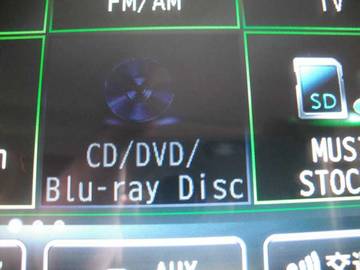 FM/AM
TV
SD
CD/DVD/
Blu-ray Disc
MUS
STOC
AUX